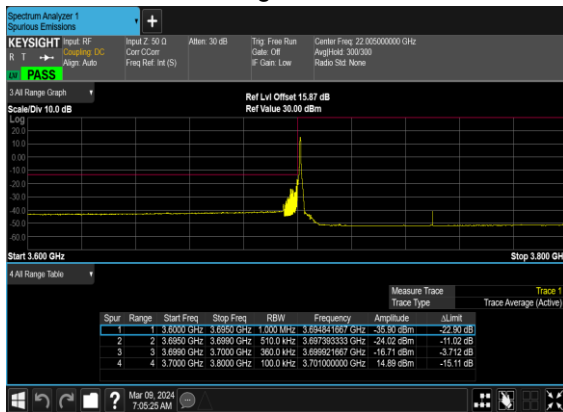 Spectrum Analyzer 1
Spurious Emissions
KEYSIGHT Input: RF Input Z: 50 Ω Atten: 30 dB Trig: Free Run Center Freq: 22.005000000 GHz
R T Coupling: DC Corr CCorr Gate: Off Avg|Hold: 300/300
Align: Auto Freq Ref: Int (S) IF Gain: Low Radio Std: None
PASS
3 All Range Graph
Ref Lvl Offset 15.87 dB
Scale/Div 10.0 dB Ref Value 30.00 dBm
Log
20.0
10.0
0.00
-10.0
-20.0
-30.0
-40.0
-50.0
-60.0
Start 3.600 GHz Stop 3.800 GH
4 All Range Table
Measure Trace Trace 1
Trace Type Trace Average (Active)
Spur Range Start Freq Stop Freq RBW Frequency Amplitude ΔLimit
1 1 3.6000 GHz 3.6950 GHz 1.000 MHz 3.694841667 GHz -35.90 dBm -22.90 dB
2 2 3.6950 GHz 3.6990 GHz 510.0 kHz 3.697393333 GHz -24.02 dBm -11.02 dB
3 3 3.6990 GHz 3.7000 GHz 360.0 kHz 3.699921667 GHz -16.71 dBm -3.712 dB
4 4 3.7000 GHz 3.8000 GHz 100.0 kHz 3.701000000 GHz 14.89 dBm -15.11 dB
Mar 09, 2024
7:05:25 AM